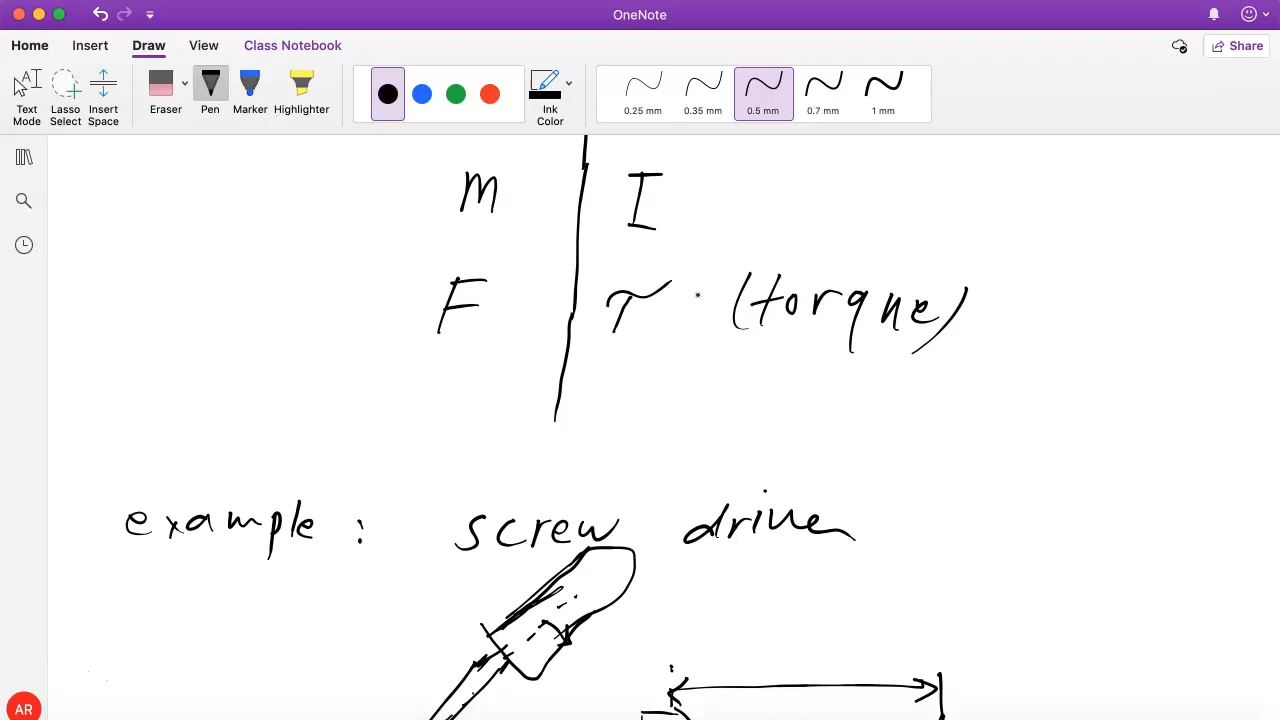 OneNote
Home Insert Draw View Class Notebook Share
Text Mode Lasso Select Insert Space Eraser Pen Marker Highlighter Ink Color 0.25 mm 0.35 mm 0.5 mm 0.7 mm 1 mm
M I
F τ (torque)
example : screw driver
AR